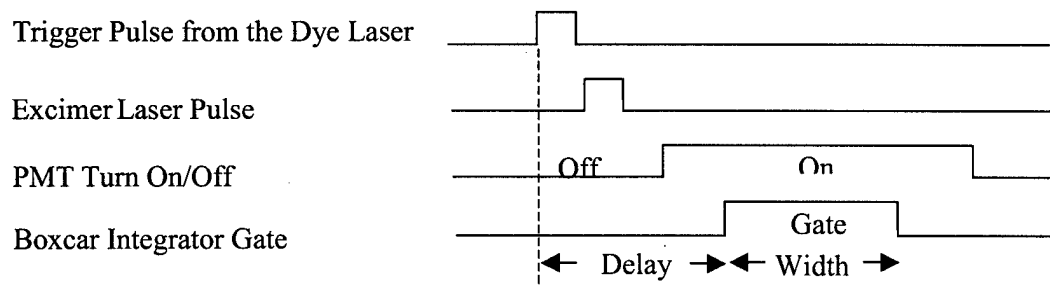 Trigger Pulse from the Dye Laser
Excimer Laser Pulse
PMT Turn On/Off
Off
On
Boxcar Integrator Gate
Gate
Delay
Width